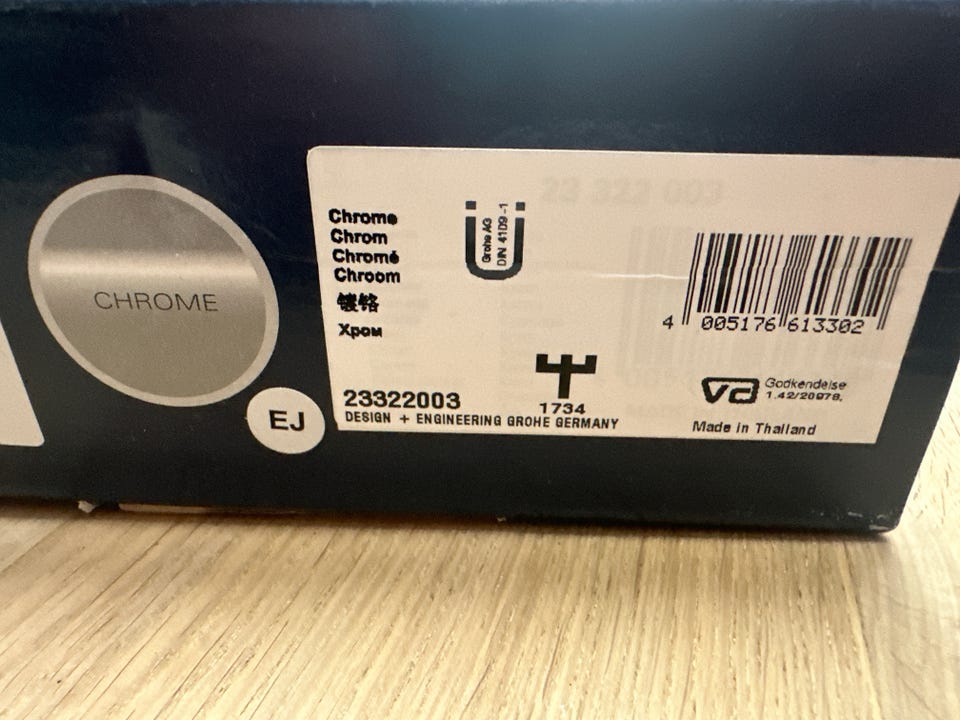 CHROME
EJ
Chrome
Chrom
Chromé
Chroom
镀铬
Хром
Grohe AG
DIN 4109-1
23322003
DESIGN + ENGINEERING GROHE GERMANY
1734
4 005176 613302
va
Godkendelse
1.42/20978,
Made in Thailand
23 322 003